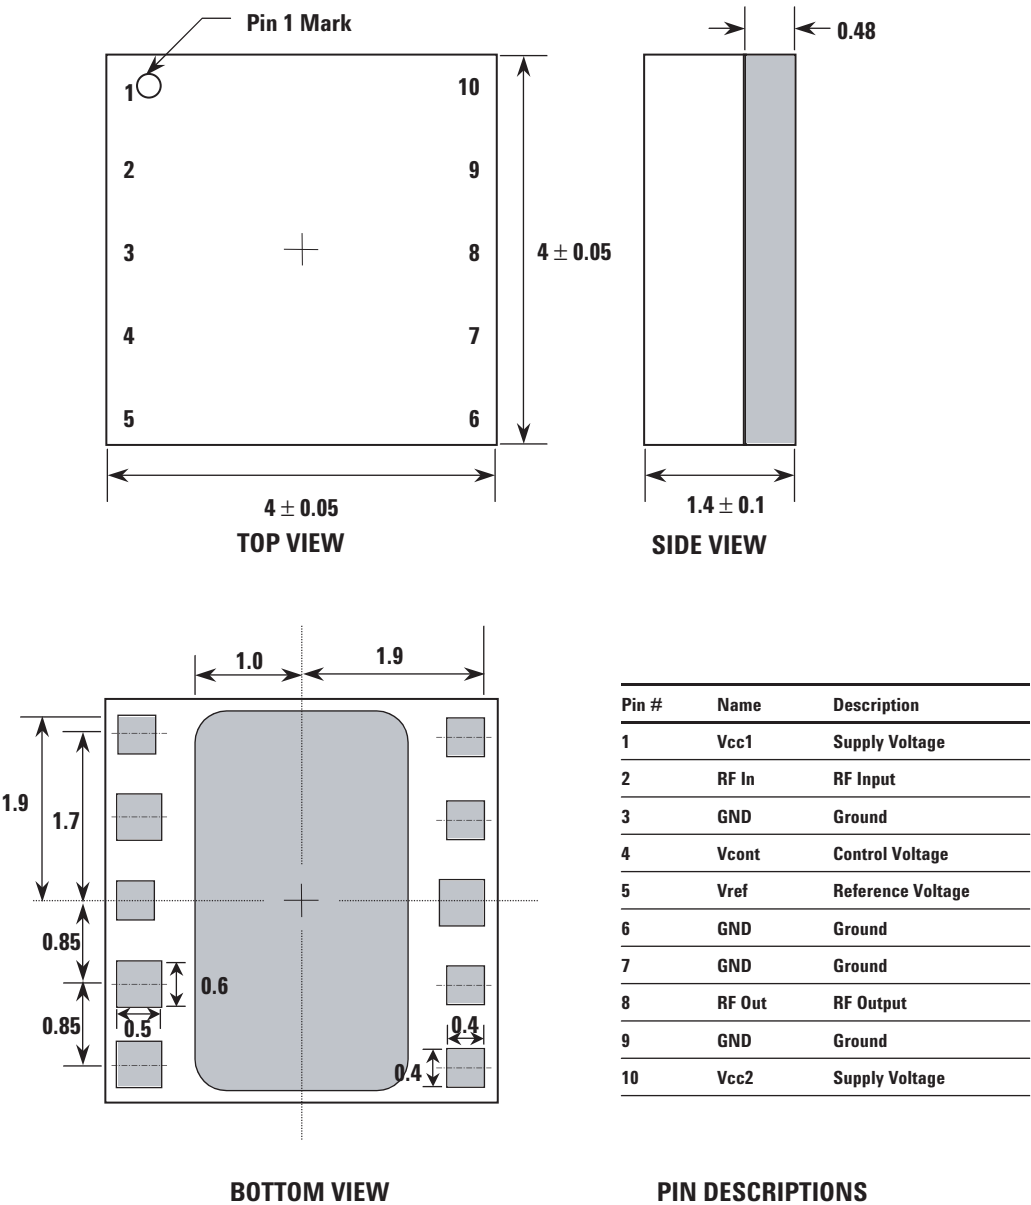 Pin 1 Mark
0.48
1
10
2
9
3
8
4 ± 0.05
4
7
5
6
4 ± 0.05
1.4 ± 0.1
TOP VIEW
SIDE VIEW
1.0
1.9
1.9
1.7
0.85
0.6
0.85
0.5
0.4
0.4
Pin # Name Description
1 Vcc1 Supply Voltage
2 RF In RF Input
3 GND Ground
4 Vcont Control Voltage
5 Vref Reference Voltage
6 GND Ground
7 GND Ground
8 RF Out RF Output
9 GND Ground
10 Vcc2 Supply Voltage
BOTTOM VIEW
PIN DESCRIPTIONS